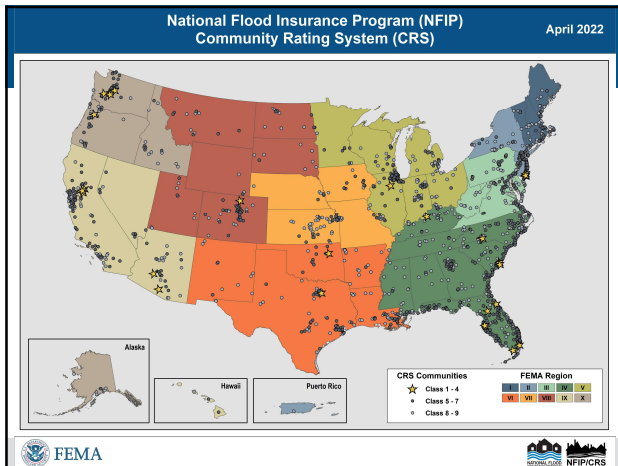 National Flood Insurance Program (NFIP)
Community Rating System (CRS)
April 2022
Alaska
Hawaii
Puerto Rico
CRS Communities
Class 1 - 4
Class 5 - 7
Class 8 - 9
FEMA Region
I II III IV V
VI VII VIII IX X
FEMA
NATIONAL FLOOD
NFIP/CRS